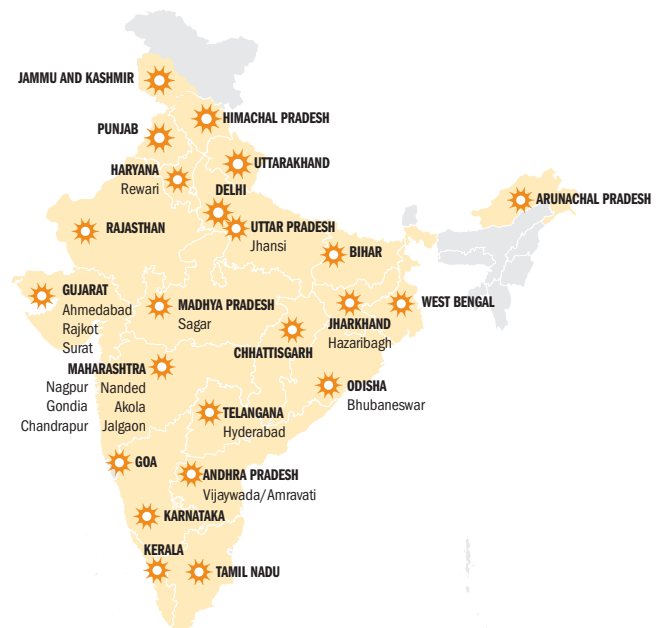 JAMMU AND KASHMIR
HIMACHAL PRADESH
PUNJAB
UTTARAKHAND
HARYANA
Rewari
DELHI
ARUNACHAL PRADESH
RAJASTHAN
UTTAR PRADESH
Jhansi
BIHAR
GUJARAT
Ahmedabad
Rajkot
Surat
MADHYA PRADESH
Sagar
WEST BENGAL
JHARKHAND
Hazaribagh
CHHATTISGARH
MAHARASHTRA
Nagpur Nanded
Gondia Akola
Chandrapur Jalgaon
ODISHA
Bhubaneswar
TELANGANA
Hyderabad
GOA
ANDHRA PRADESH
Vijaywada/Amravati
KARNATAKA
KERALA
TAMIL NADU